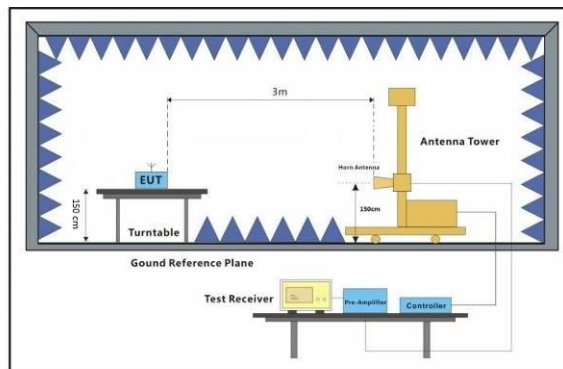 3m
Antenna Tower
Horn Antenna
EUT
150 cm
150cm
Turntable
Gound Reference Plane
Test Receiver
Pre-Amplifier
Controller